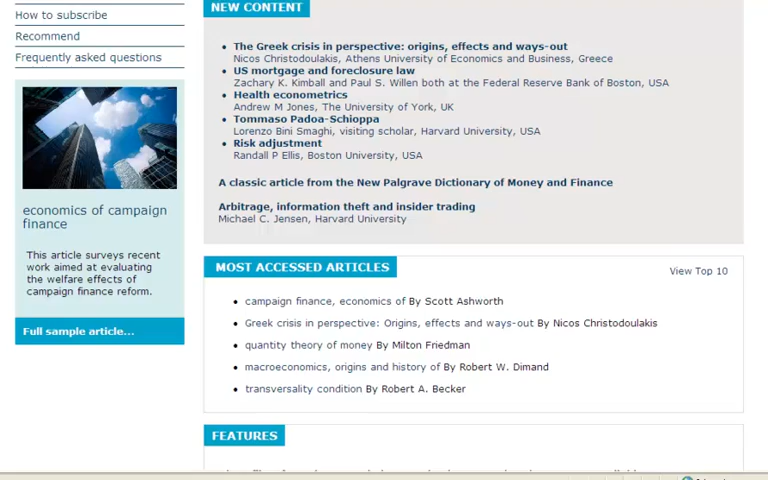 How to subscribe
Recommend
Frequently asked questions
economics of campaign
finance
This article surveys recent
work aimed at evaluating
the welfare effects of
campaign finance reform.
Full sample article...
NEW CONTENT
The Greek crisis in perspective: origins, effects and ways-out
Nicos Christodoulakis, Athens University of Economics and Business, Greece
US mortgage and foreclosure law
Zachary K. Kimball and Paul S. Willen both at the Federal Reserve Bank of Boston, USA
Health econometrics
Andrew M Jones, The University of York, UK
Tommaso Padoa-Schioppa
Lorenzo Bini Smaghi, visiting scholar, Harvard University, USA
Risk adjustment
Randall P Ellis, Boston University, USA
A classic article from the New Palgrave Dictionary of Money and Finance
Arbitrage, information theft and insider trading
Michael C. Jensen, Harvard University
MOST ACCESSED ARTICLES
View Top 10
campaign finance, economics of By Scott Ashworth
Greek crisis in perspective: Origins, effects and ways-out By Nicos Christodoulakis
quantity theory of money By Milton Friedman
macroeconomics, origins and history of By Robert W. Dimand
transversality condition By Robert A. Becker
FEATURES